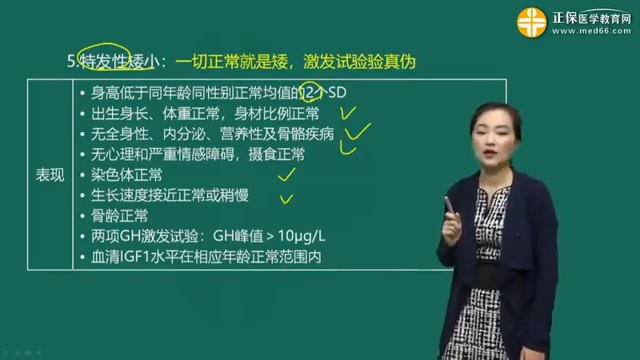 正保医学教育网
www.med66.com
5.特发性矮小：一切正常就是矮，激发试验验真伪
表现
• 身高低于同年龄同性别正常均值的2个SD
• 出生身长、体重正常，身材比例正常
• 无全身性、内分泌、营养性及骨骼疾病
• 无心理和严重情感障碍，摄食正常
• 染色体正常
• 生长速度接近正常或稍慢
• 骨龄正常
• 两项GH激发试验：GH峰值＞10μg/L
• 血清IGF1水平在相应年龄正常范围内